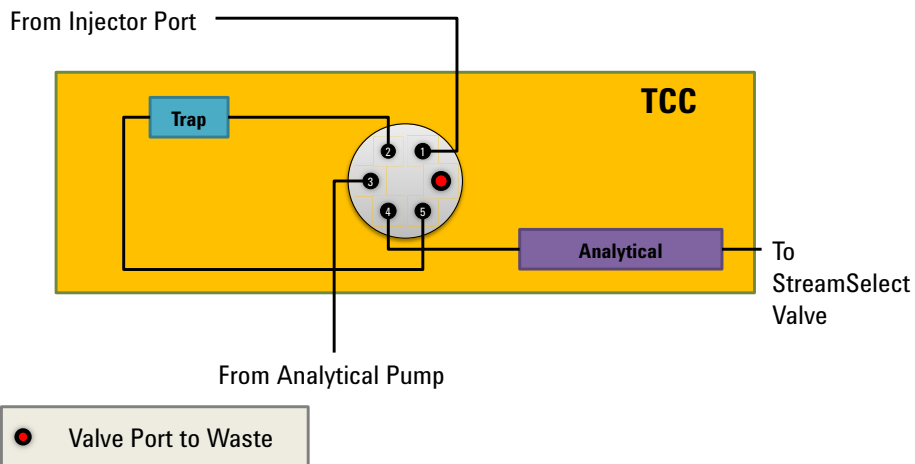 From Injector Port
TCC
Trap
2
1
3
4
5
Analytical
To
StreamSelect
Valve
From Analytical Pump
Valve Port to Waste